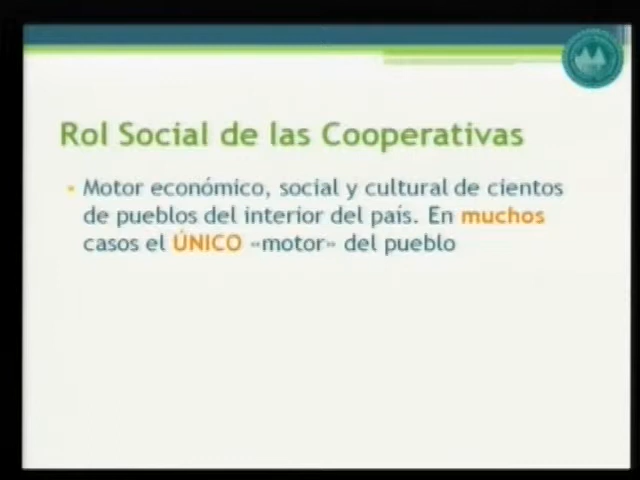 Rol Social de las Cooperativas
Motor económico, social y cultural de cientos
de pueblos del interior del país. En muchos
casos el ÚNICO «motor» del pueblo